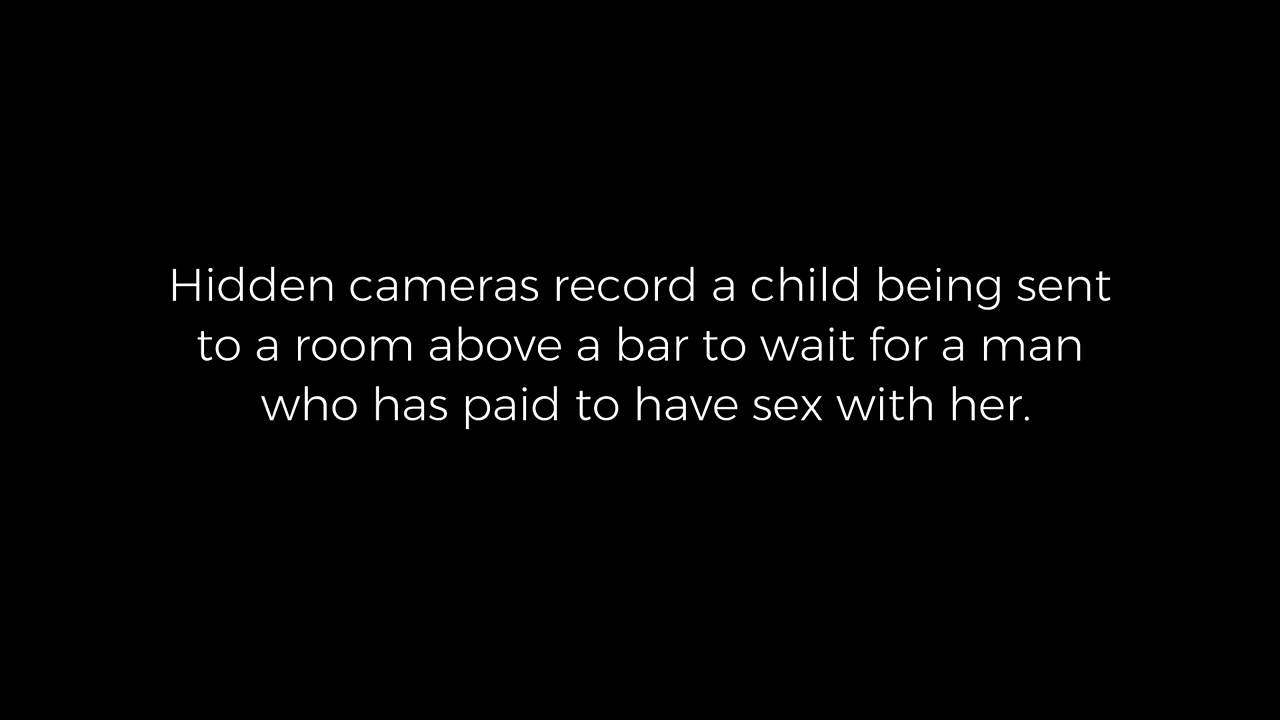 Hidden cameras record a child being sent
to a room above a bar to wait for a man
who has paid to have sex with her.